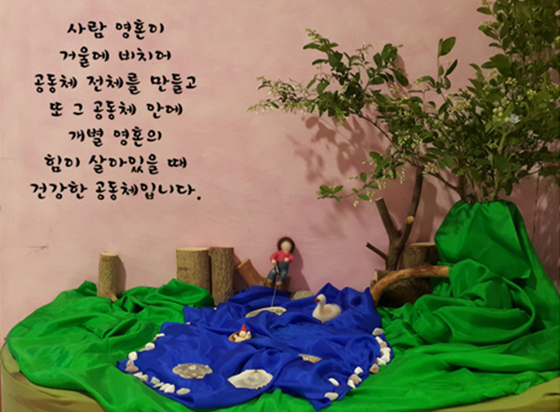 사람 영혼이
거울에 비치어
공동체 전체를 만들고
또 그 공동체 안에
개별 영혼의
힘이 살아있을 때
건강한 공동체입니다.